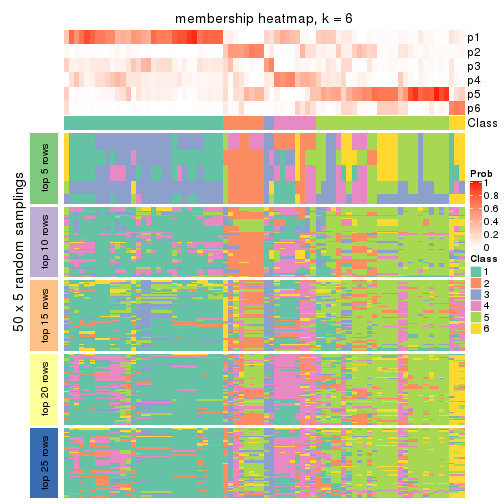 membership heatmap, k = 6
p1
p2
p3
p4
p5
p6
Class
50 x 5 random samplings
top 5 rows
top 10 rows
top 15 rows
top 20 rows
top 25 rows
Prob
1
0.8
0.6
0.4
0.2
0
Class
1
2
3
4
5
6